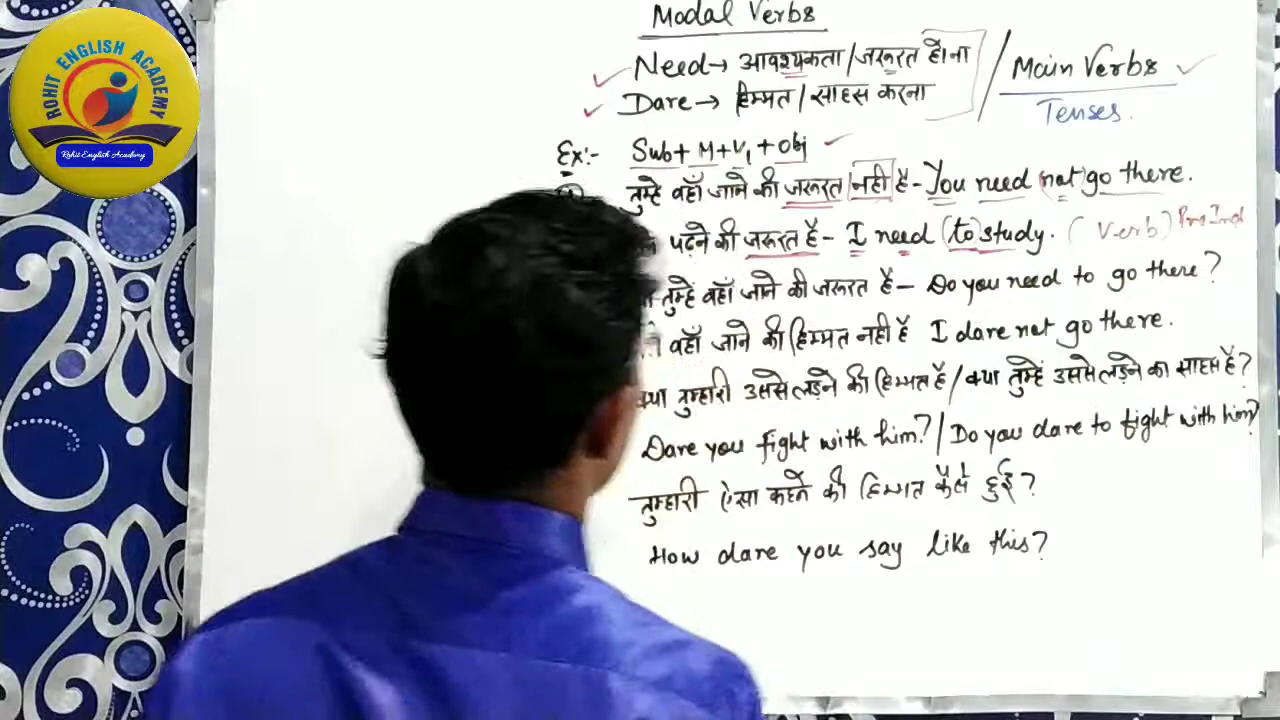 ROHIT ENGLISH ACADEMY
Rohit English Academy
Modal Verbs
Need→ आवश्यकता/जरूरत होना / Main Verbs
Dare→ हिम्मत/साहस करना Tenses.
Ex:- Sub+ M+V1+Obj
तुम्हे वहाँ जाने की जरूरत नही है - You need (not) go there.
पढ़ने की जरूरत है - I need (to) study. (Verb) Pre Ind
तुम्हें वहाँ जाने की जरूरत है - Do you need to go there?
वहाँ जाने की हिम्मत नही है I dare not go there.
क्या तुम्हारी उससे लड़ने की हिम्मत है / क्या तुम्हें उससे लड़ने का साहस है?
Dare you fight with him? / Do you dare to fight with him?
तुम्हारी ऐसा कहने की हिम्मत कैसे हुई?
How dare you say like this?